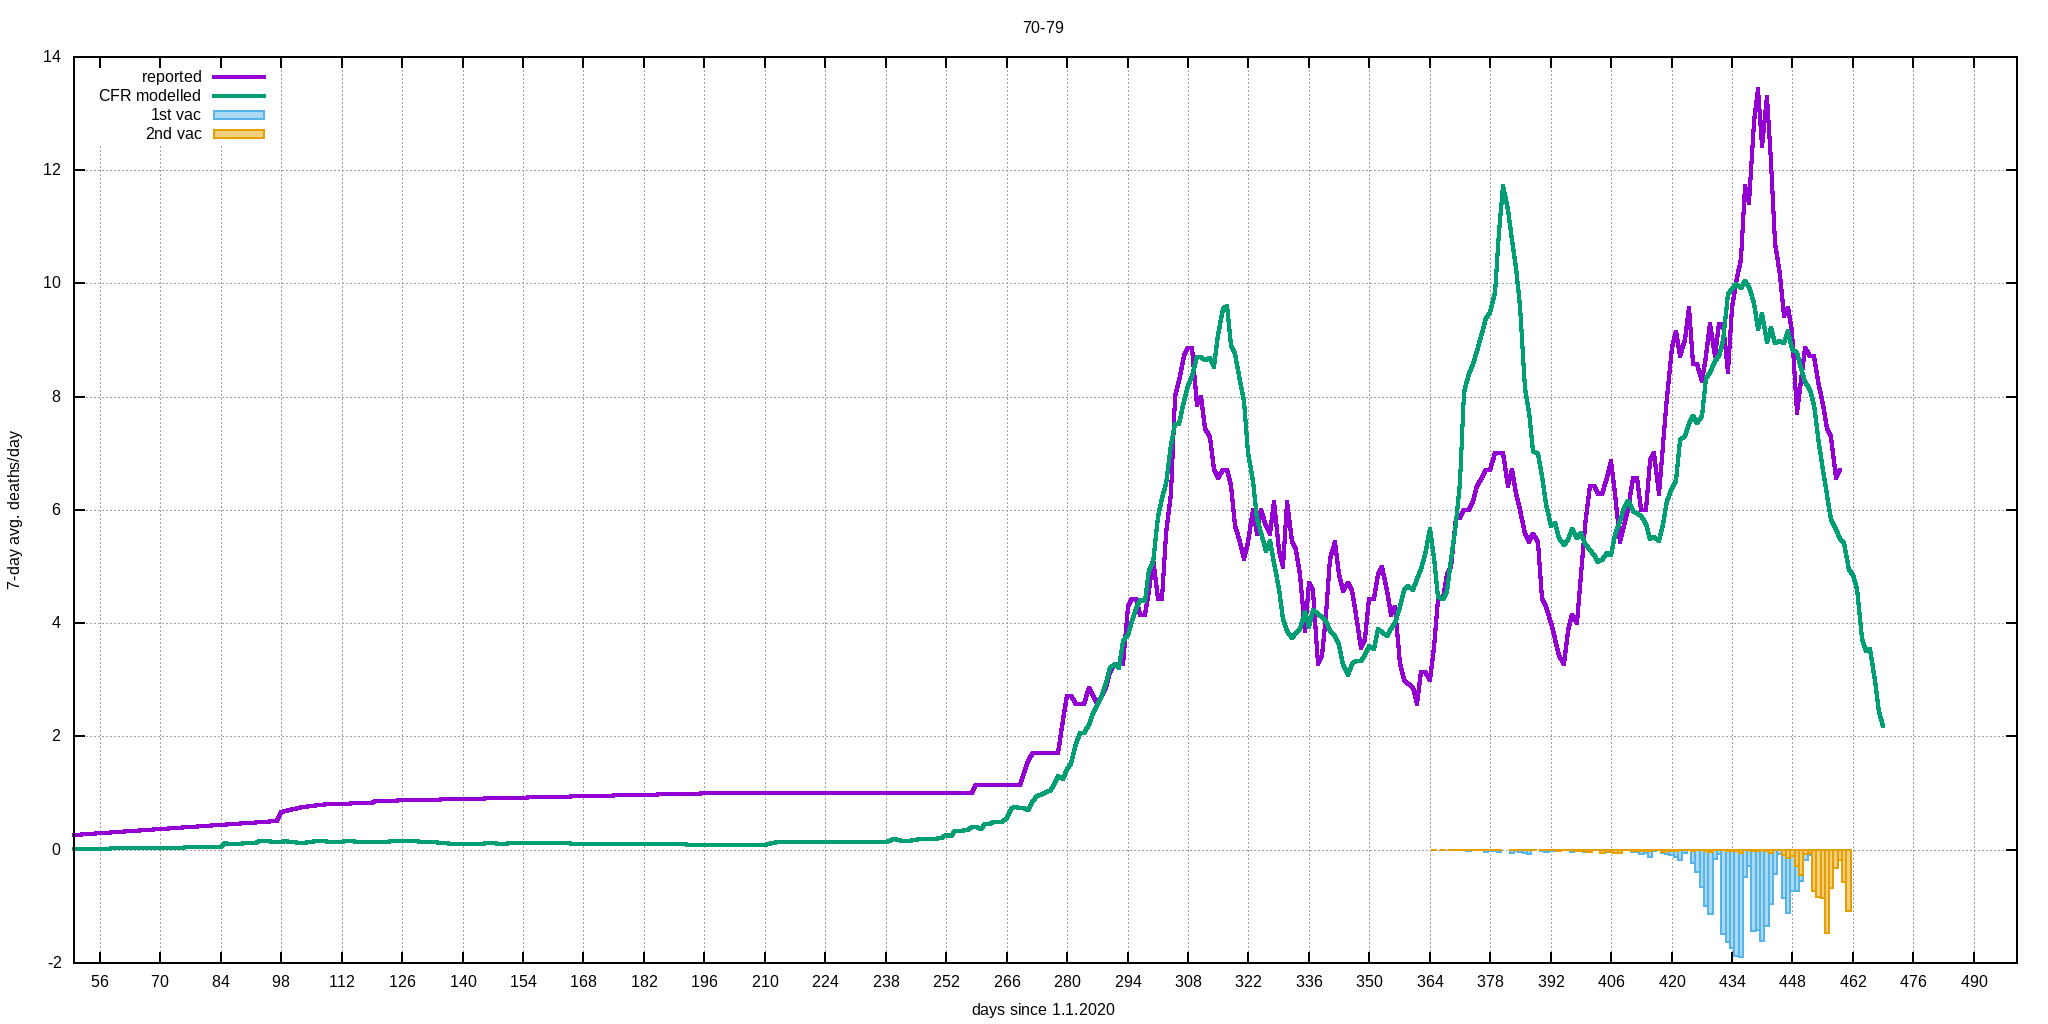 70-79
14
12
10
8
6
4
2
0
-2
reported
CFR modelled
1st vac
2nd vac
7-day avg. deaths/day
56 70 84 98 112 126 140 154 168 182 196 210 224 238 252 266 280 294 308 322 336 350 364 378 392 406 420 434 448 462 476 490
days since 1.1.2020